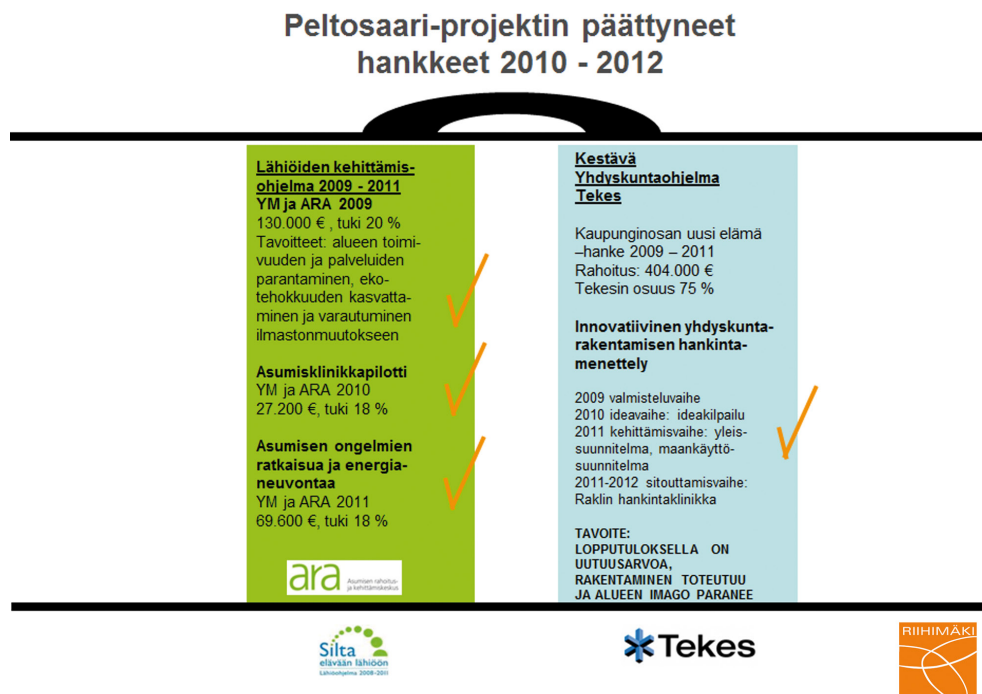 Peltosaari-projektin päättyneet
hankkeet 2010 - 2012
Lähiöiden kehittämis-
ohjelma 2009 - 2011
YM ja ARA 2009
130.000 € , tuki 20 %
Tavoitteet: alueen toimi-
vuuden ja palveluiden
parantaminen, eko-
tehokkuuden kasvatta-
minen ja varautuminen
ilmastonmuutokseen
Asumisklinikkapilotti
YM ja ARA 2010
27.200 €, tuki 18 %
Asumisen ongelmien
ratkaisua ja energia-
neuvontaa
YM ja ARA 2011
69.600 €, tuki 18 %
ara
Asumisen rahoitus-
ja kehittämiskeskus
Kestävä
Yhdyskuntaohjelma
Tekes
Kaupunginosan uusi elämä
–hanke 2009 – 2011
Rahoitus: 404.000 €
Tekesin osuus 75 %
Innovatiivinen yhdyskunta-
rakentamisen hankinta-
menettely
2009 valmisteluvaihe
2010 ideavaihe: ideakilpailu
2011 kehittämisvaihe: yleis-
suunnitelma, maankäyttö-
suunnitelma
2011-2012 sitouttamisvaihe:
Raklin hankintaklinikka
TAVOITE:
LOPPUTULOKSELLA ON
UUTUUSARVOA,
RAKENTAMINEN TOTEUTUU
JA ALUEEN IMAGO PARANEE
Silta
elävään lähiöön
Lähiöohjelma 2008-2011
Tekes
RIIHIMÄKI